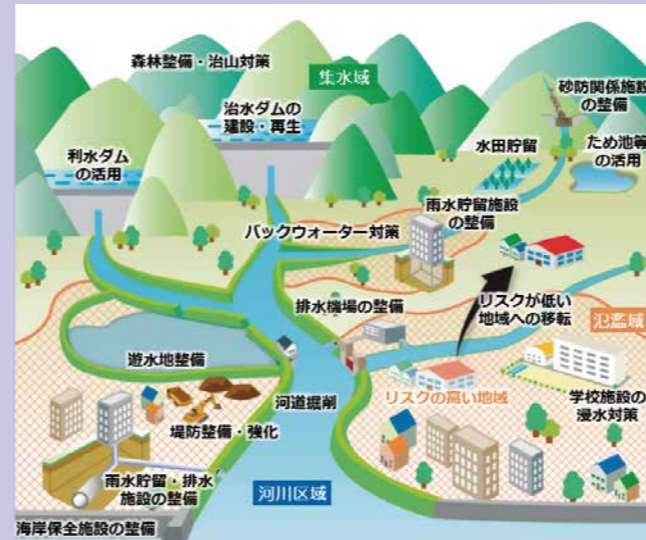 森林整備・治山対策
集水域
砂防関係施設
の整備
治水ダムの
建設・再生
水田貯留
ため池等
の活用
利水ダム
の活用
雨水貯留施設
の整備
バックウォーター対策
排水機場の整備
リスクが低い
地域への移転
氾濫域
遊水地整備
リスクの高い地域
学校施設の
浸水対策
河道掘削
堤防整備・強化
雨水貯留・排水
施設の整備
河川区域
海岸保全施設の整備